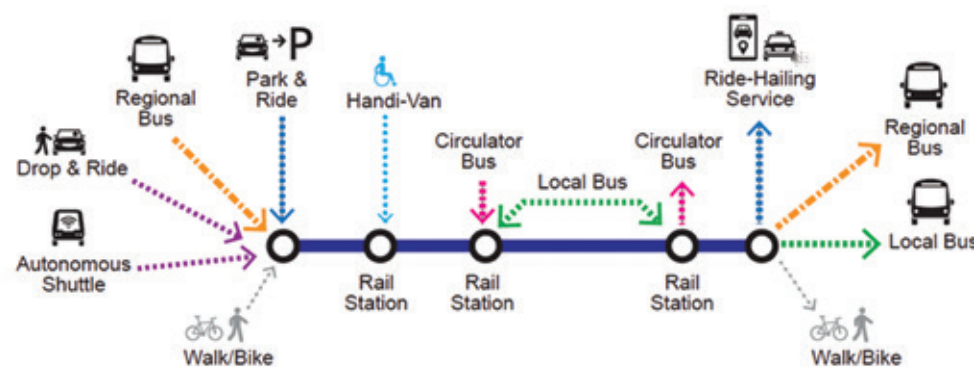 P
Park &
Ride
Regional
Bus
Handi-Van
Ride-Hailing
Service
Regional
Bus
Drop & Ride
Circulator
Bus
Local Bus
Circulator
Bus
Autonomous
Shuttle
Local Bus
Rail
Station
Rail
Station
Rail
Station
Walk/Bike
Walk/Bike